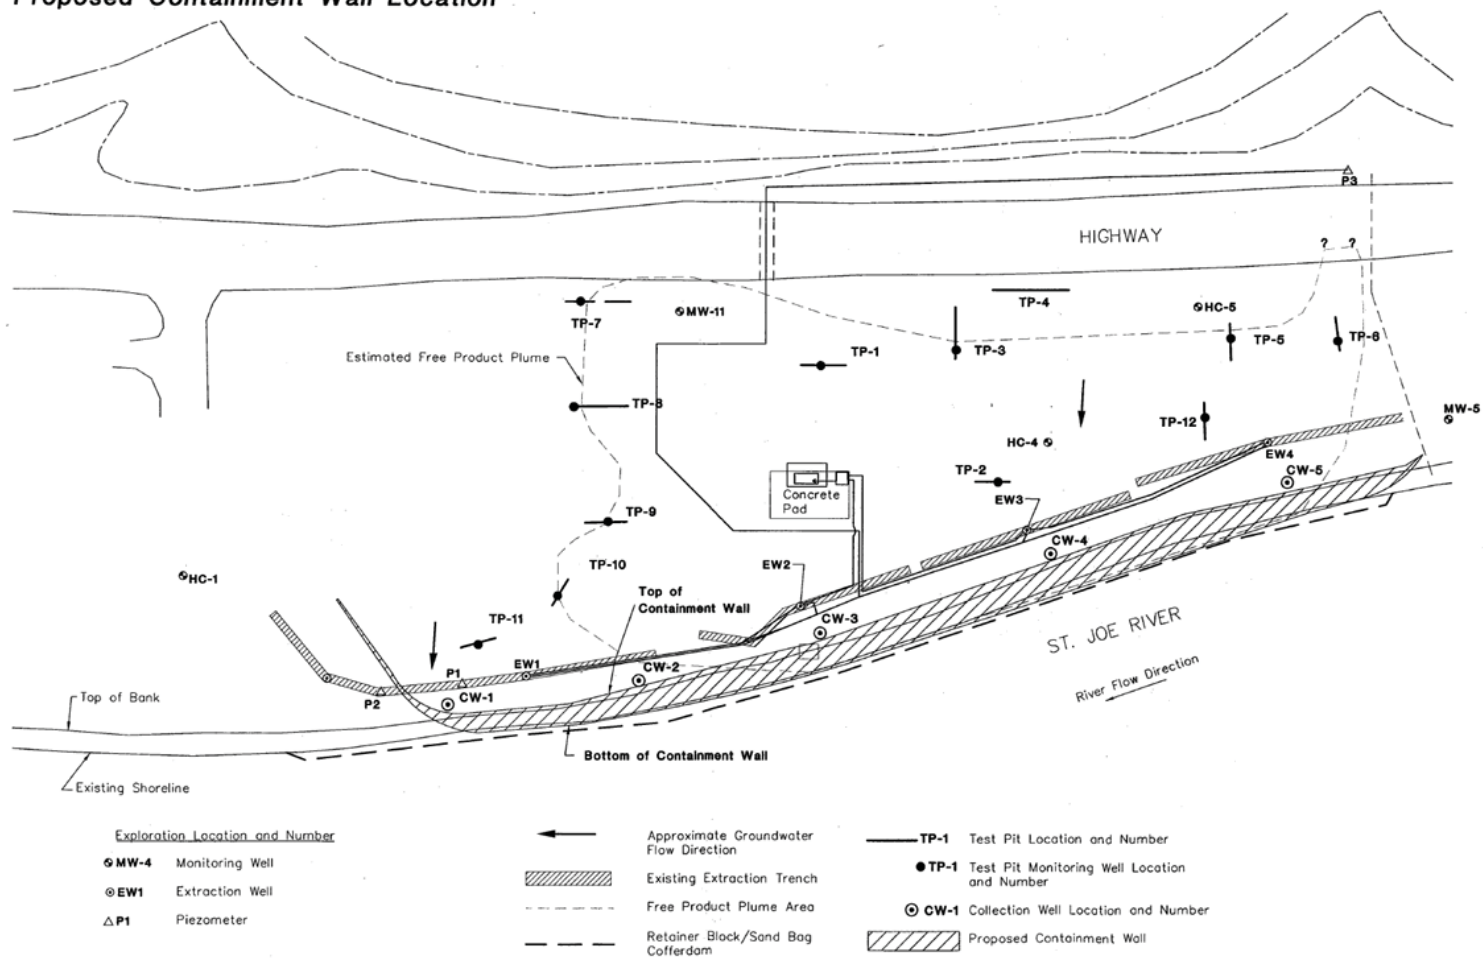 Proposed Containment Wall Location
P3
HIGHWAY
? ?
TP-4
HC-5
MW-11
TP-7
TP-1
TP-3
TP-5
TP-6
Estimated Free Product Plume
TP-8
MW-5
TP-12
HC-4
EW4
TP-2
CW-5
Concrete
Pad
EW3
TP-9
CW-4
EW2
TP-10
HC-1
Top of
Containment Wall
TP-11
CW-3
ST. JOE RIVER
EW1
P1
CW-2
River Flow Direction
P2
CW-1
Top of Bank
Bottom of Containment Wall
Existing Shoreline
Exploration Location and Number
MW-4 Monitoring Well
EW1 Extraction Well
P1 Piezometer
Approximate Groundwater
Flow Direction
Existing Extraction Trench
Free Product Plume Area
Retainer Block/Sand Bag
Cofferdam
TP-1 Test Pit Location and Number
TP-1 Test Pit Monitoring Well Location
and Number
CW-1 Collection Well Location and Number
Proposed Containment Wall